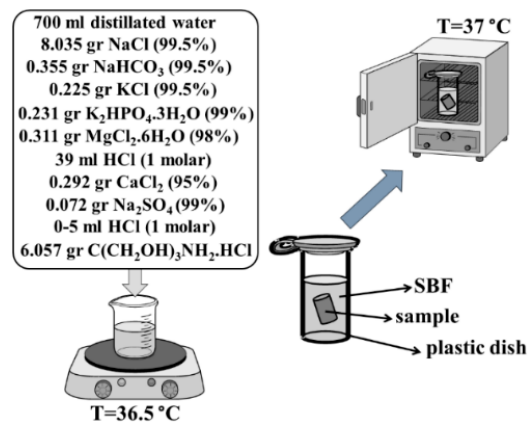 700 ml distillated water
8.035 gr NaCl (99.5%)
0.355 gr NaHCO₃ (99.5%)
0.225 gr KCl (99.5%)
0.231 gr K₂HPO₄.3H₂O (99%)
0.311 gr MgCl₂.6H₂O (98%)
39 ml HCl (1 molar)
0.292 gr CaCl₂ (95%)
0.072 gr Na₂SO₄ (99%)
0-5 ml HCl (1 molar)
6.057 gr C(CH₂OH)₃NH₂.HCl
T=36.5 °C
T=37 °C
SBF
sample
plastic dish